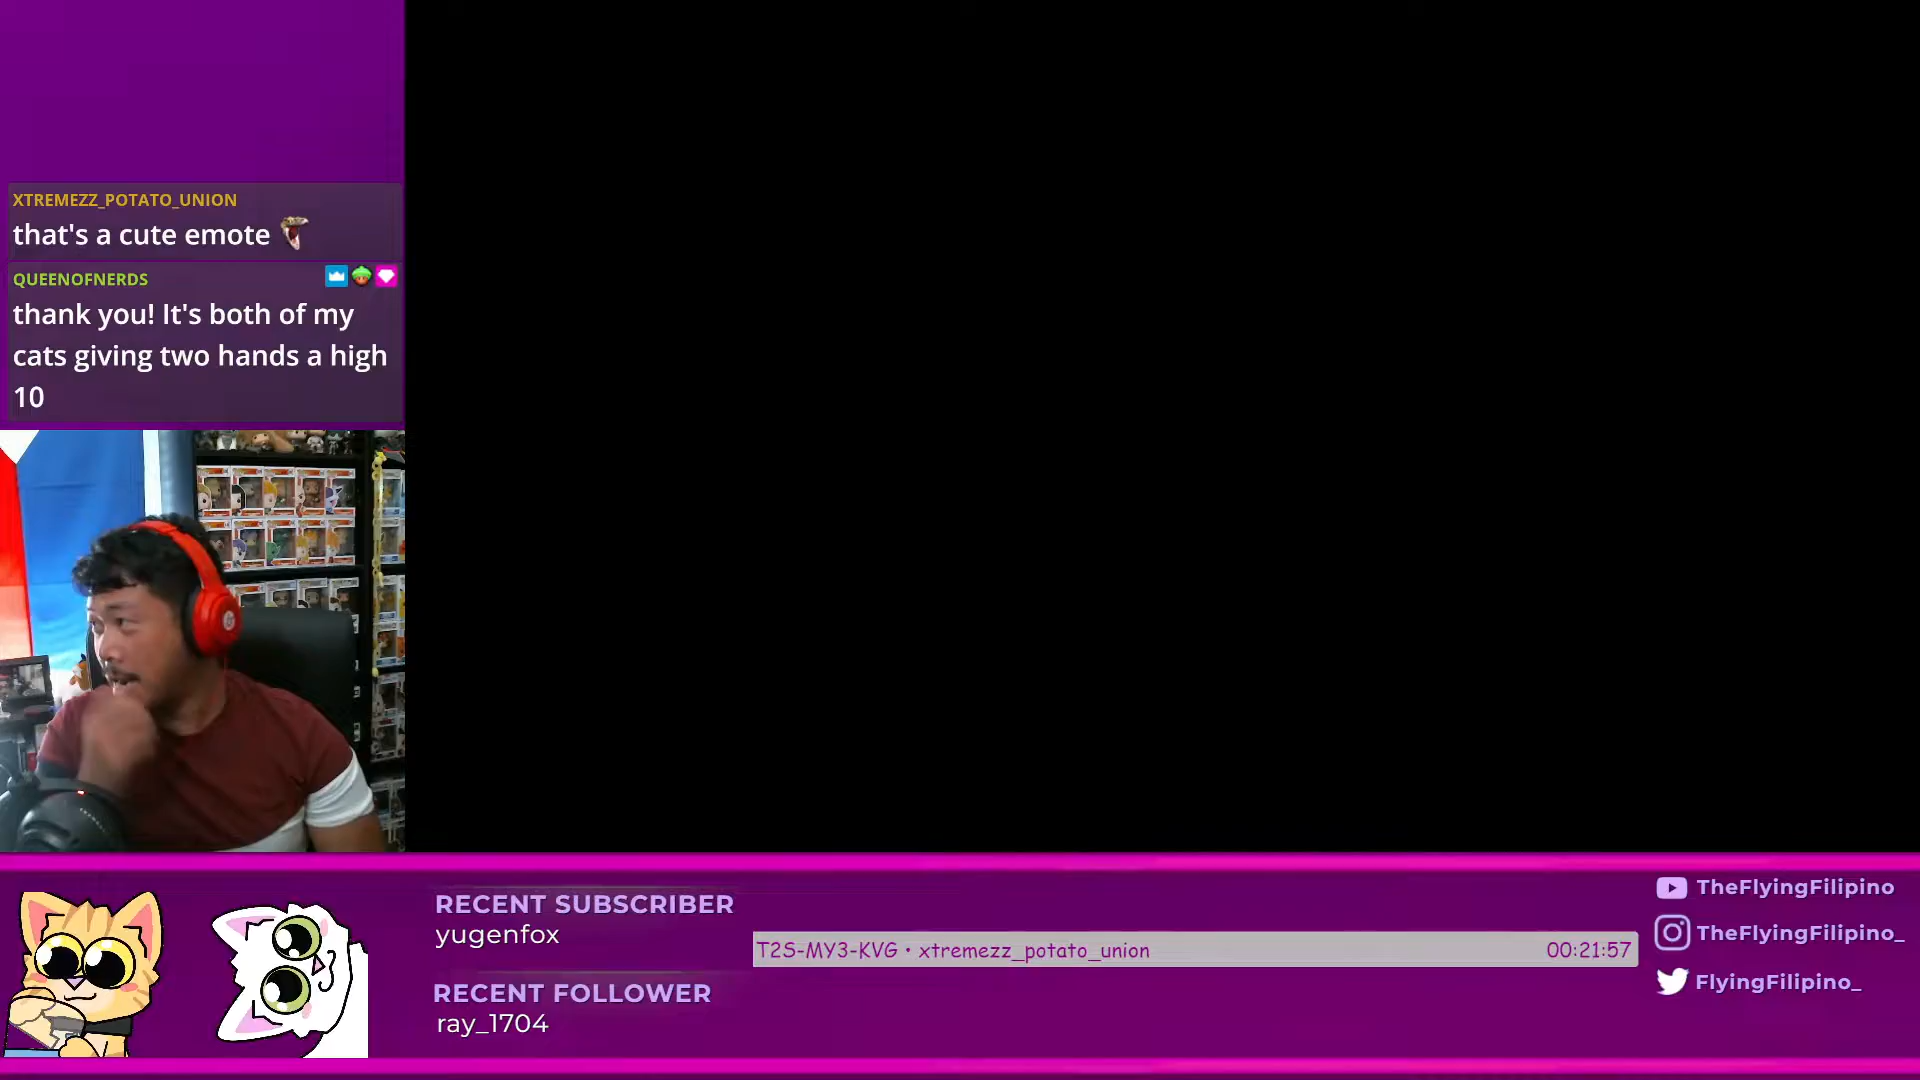 XTREMEZZ_POTATO_UNION
that's a cute emote
QUEENOFNERDS
thank you! It's both of my
cats giving two hands a high
10
RECENT SUBSCRIBER
yugenfox
RECENT FOLLOWER
ray_1704
T2S-MY3-KVG • xtremezz_potato_union 00:21:57
TheFlyingFilipino
TheFlyingFilipino_
FlyingFilipino_